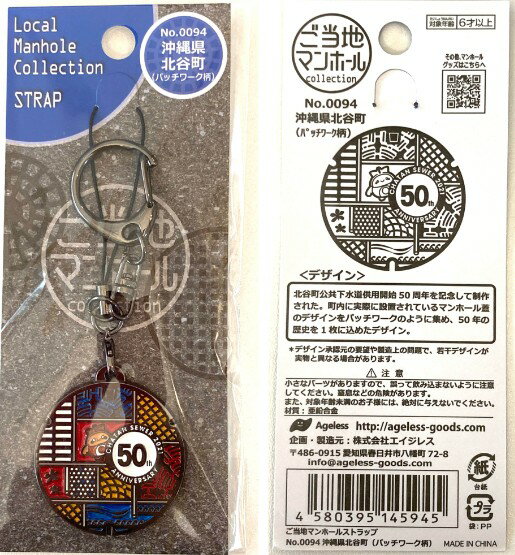 Local
Manhole
Collection
STRAP
No.0094
沖縄県
北谷町
(パッチワーク柄)
ご当地
マンホール
collection
CHATAN SEWER
50th
ANNIVERSARY
対象年齢 6才以上
ご当地
マンホール
collection
その他、マンホール
グッズはこちらへ
No.0094
沖縄県北谷町
(パッチワーク柄)
CHATAN SEWER
50th
ANNIVERSARY
<デザイン>
北谷町公共下水道供用開始50周年を記念して制作
された。町内に実際に設置されているマンホール蓋
のデザインをパッチワークのように集め、50年の
歴史を1枚に込めたデザイン。
*デザイン承認元の要望や製造上の問題で、若干デザインが
実物と異なる場合があります。
⚠ 注意
小さなパーツがありますので、誤って飲み込まないように注意
してください。窒息などの危険があります。
また、対象年齢未満のお子様には、絶対に与えないでください。
材質:亜鉛合金
Ageless http://ageless-goods.com/
企画・製造元:株式会社エイジレス
〒486-0915 愛知県春日井市八幡町 72-8
info@ageless-goods.com
4 580395 145945
紙
台紙
プラ
袋:PP
ご当地マンホールストラップ
No.0094 沖縄県北谷町(パッチワーク柄)
MADE IN CHINA